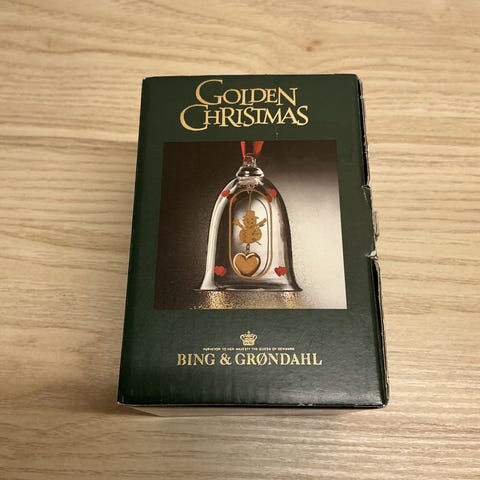 GOLDEN
CHRISTMAS
PURVEYOR TO HER MAJESTY THE QUEEN OF DENMARK
BING & GRØNDAHL